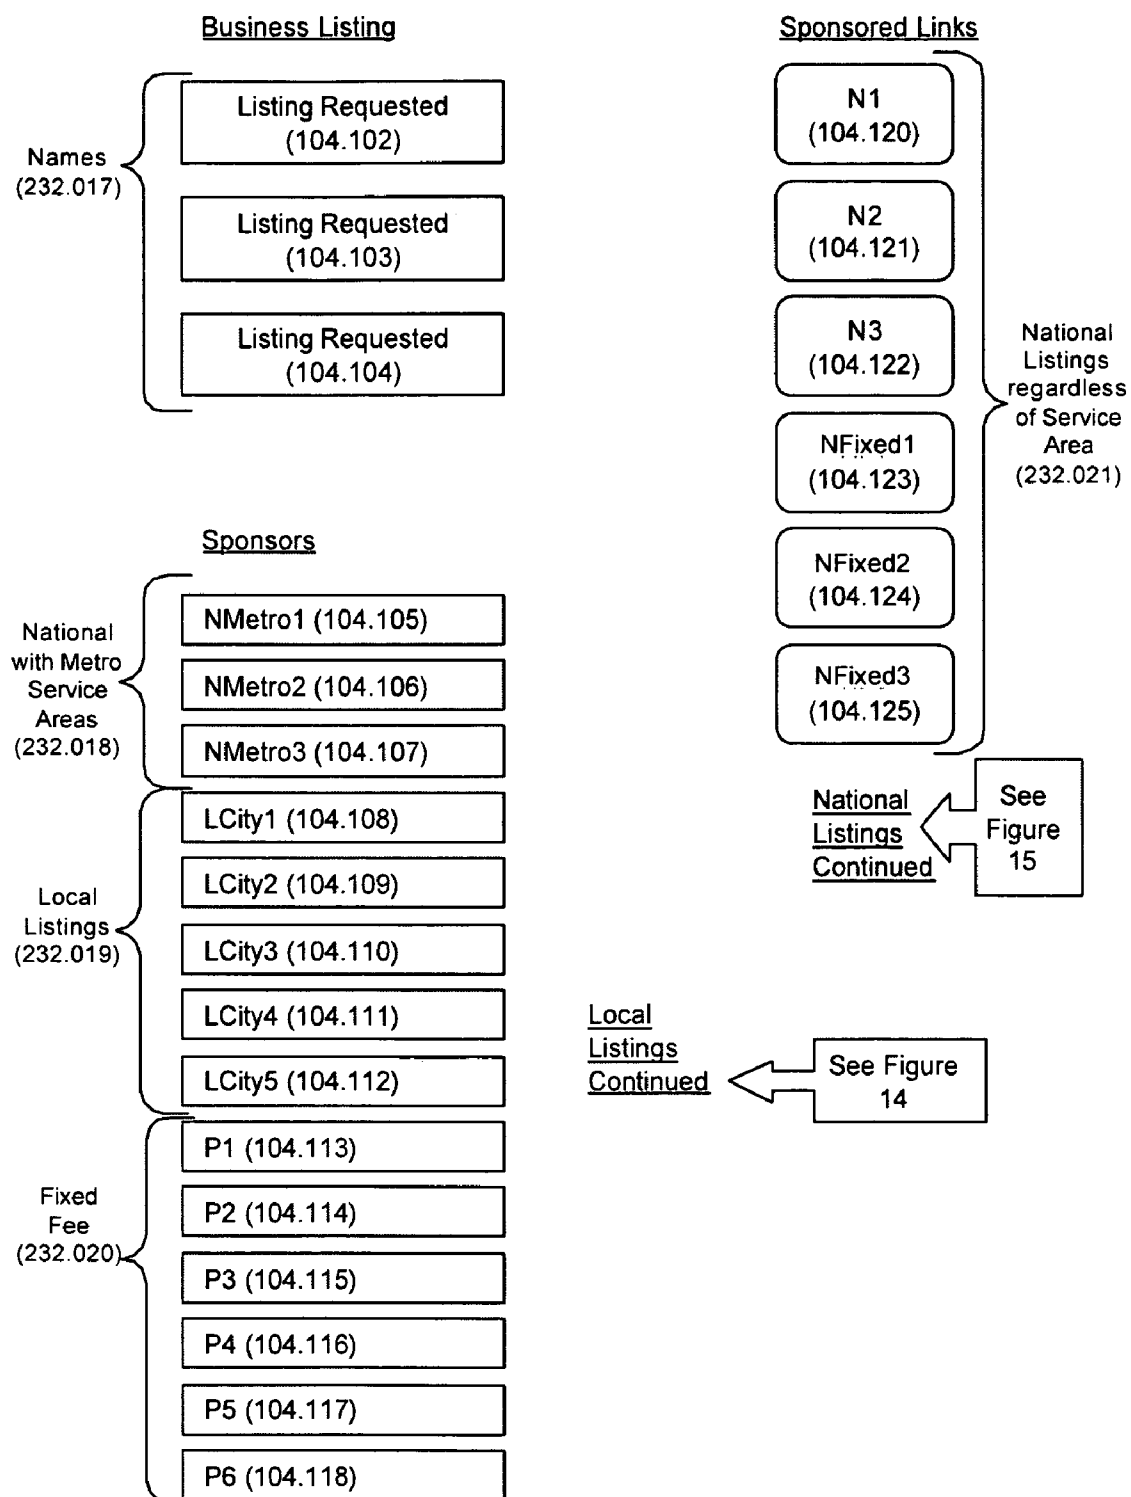 Business Listing
Names
(232.017)
Listing Requested
(104.102)
Listing Requested
(104.103)
Listing Requested
(104.104)
Sponsors
National
with Metro
Service
Areas
(232.018)
NMetro1 (104.105)
NMetro2 (104.106)
NMetro3 (104.107)
Local
Listings
(232.019)
LCity1 (104.108)
LCity2 (104.109)
LCity3 (104.110)
LCity4 (104.111)
LCity5 (104.112)
Fixed
Fee
(232.020)
P1 (104.113)
P2 (104.114)
P3 (104.115)
P4 (104.116)
P5 (104.117)
P6 (104.118)
Sponsored Links
N1
(104.120)
N2
(104.121)
N3
(104.122)
NFixed1
(104.123)
NFixed2
(104.124)
NFixed3
(104.125)
National
Listings
regardless
of Service
Area
(232.021)
National
Listings
Continued
See
Figure
15
Local
Listings
Continued
See Figure
14